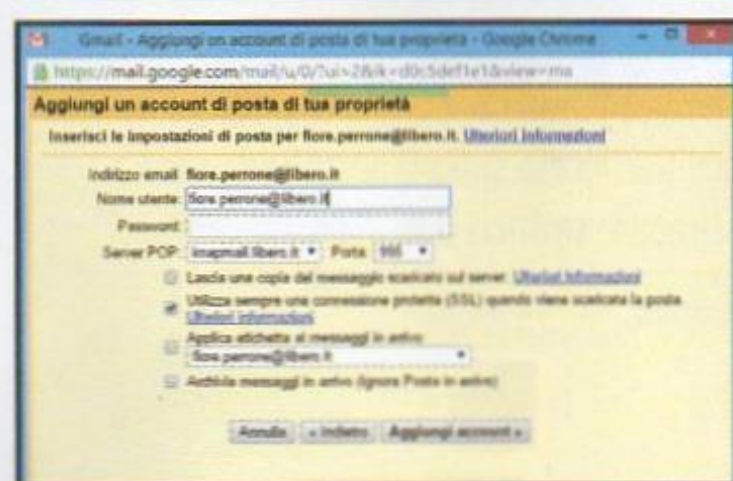 Gmail - Aggiungi un account di posta di tua proprietà - Google Chrome
https://mail.google.com/mail/u/0/?ui=2&ik=d0c5def1e1&view=ma
Aggiungi un account di posta di tua proprietà
Inserisci le impostazioni di posta per fiore.perrone@libero.it. Ulteriori informazioni
Indirizzo email: fiore.perrone@libero.it
Nome utente: fiore.perrone@libero.it
Password:
Server POP: imapmail.libero.it Porta: 995
Lascia una copia del messaggio scaricato sul server. Ulteriori informazioni
Utilizza sempre una connessione protetta (SSL) quando viene scaricata la posta.
Ulteriori informazioni
Applica etichetta ai messaggi in arrivo:
fiore.perrone@libero.it
Archivia messaggi in arrivo (Ignora Posta in arrivo)
Annulla « Indietro Aggiungi account »